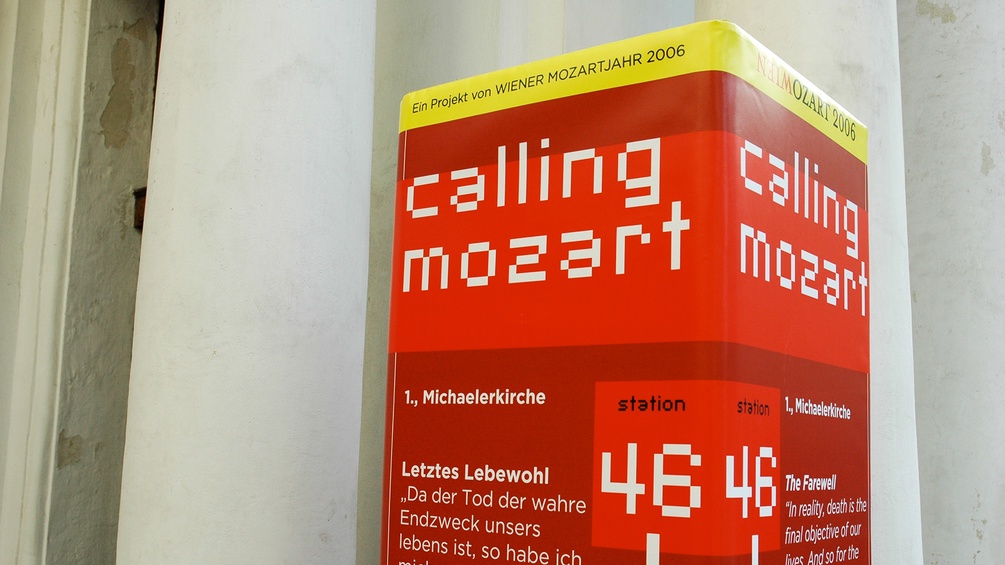 Ein Projekt von WIENER MOZARTJAHR 2006
calling
mozart
1., Michaelerkirche
station
46
Letztes Lebewohl
„Da der Tod der wahre
Endzweck unsers
lebens ist, so habe ich
WIENMOZART 2006
calling
mozart
station
46
1., Michaelerkirche
The Farewell
"In reality, death is the
final objective of our
lives. And so for the